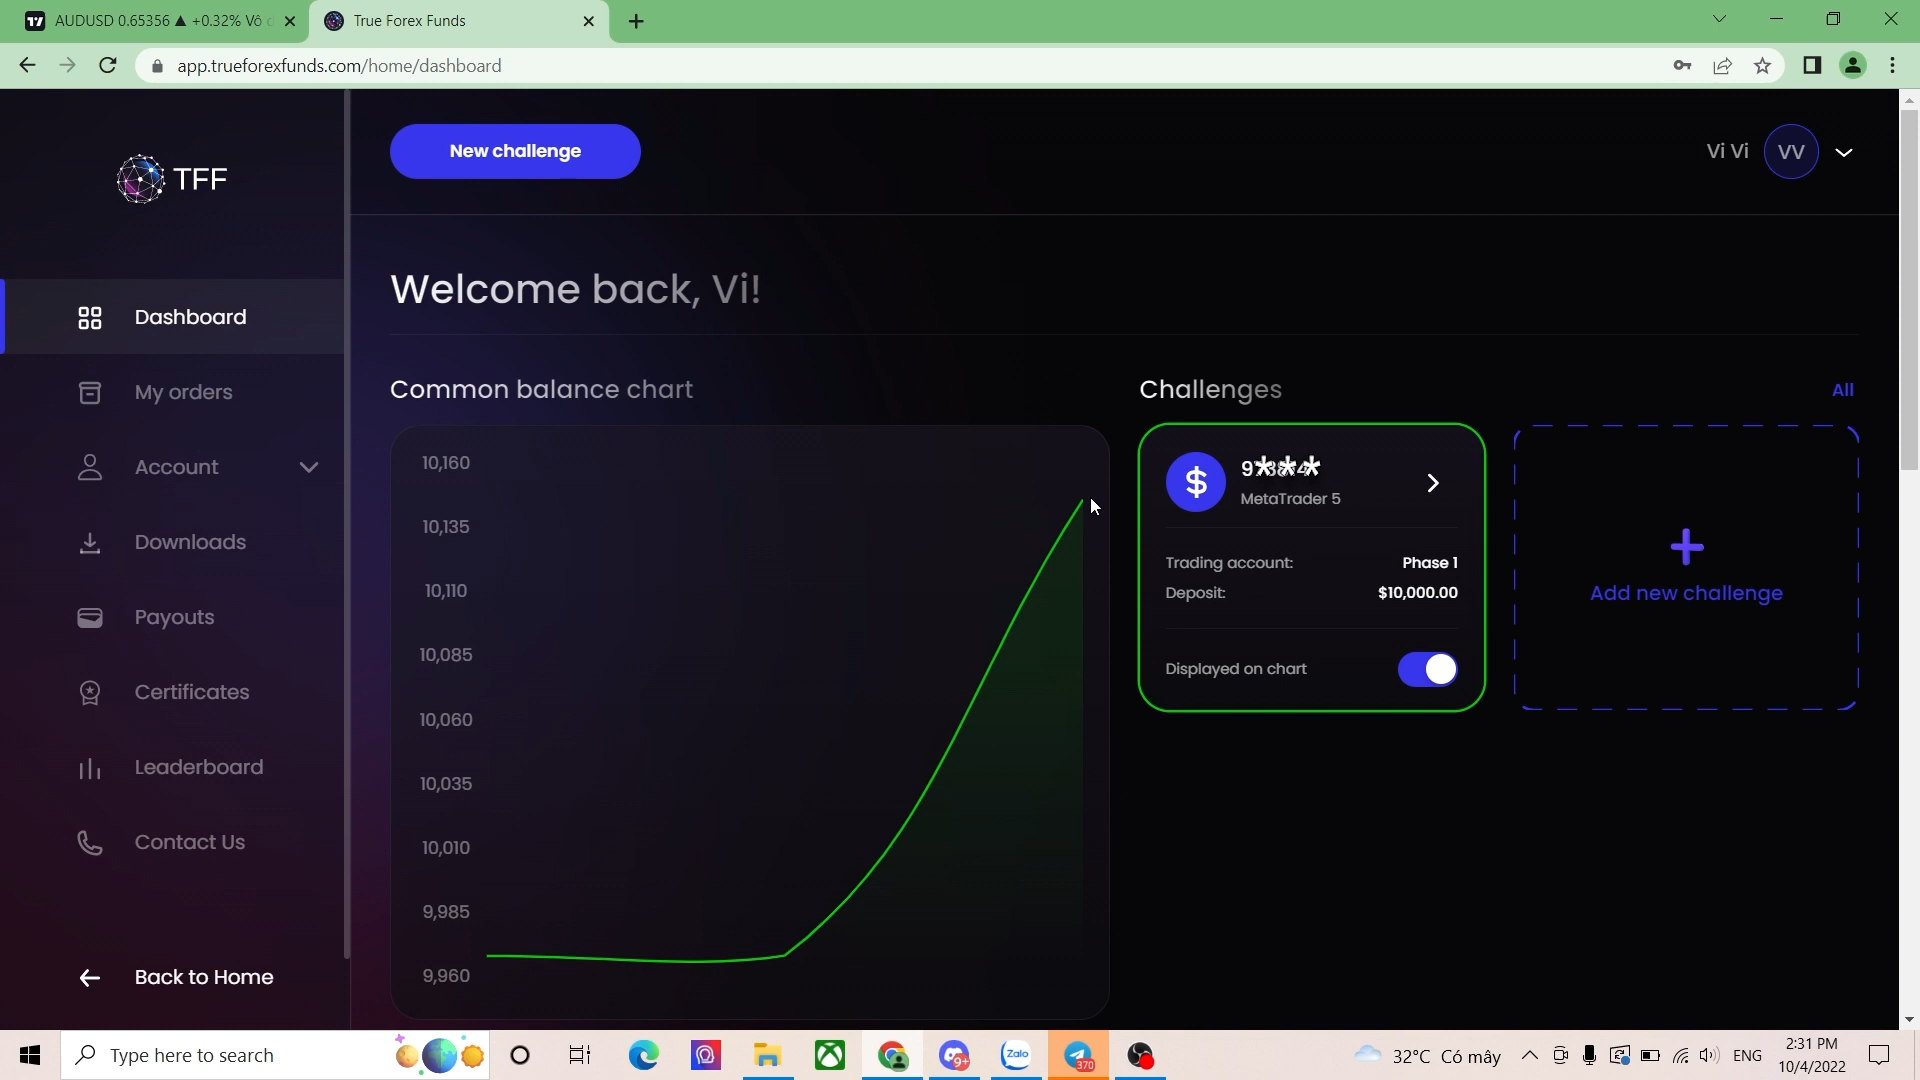 AUDUSD 0.65356 ▲ +0.32% Vô
True Forex Funds
app.trueforexfunds.com/home/dashboard
TFF
New challenge
Vi Vi
VV
Welcome back, Vi!
Dashboard
My orders
Account
Downloads
Payouts
Certificates
Leaderboard
Contact Us
Back to Home
Common balance chart
10,160
10,135
10,110
10,085
10,060
10,035
10,010
9,985
9,960
Challenges
All
$
MetaTrader 5
Trading account: Phase 1
Deposit: $10,000.00
Displayed on chart
Add new challenge
Type here to search
9+
Zalo
370
32°C Có mây
ENG
2:31 PM
10/4/2022